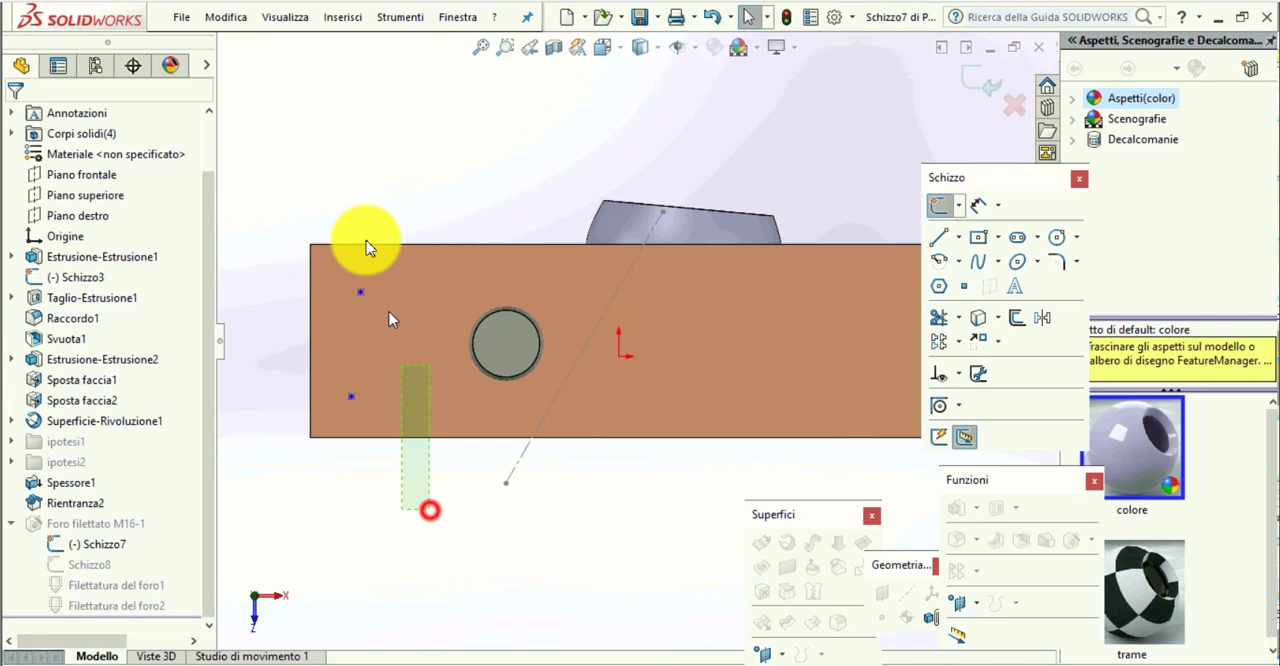 SOLIDWORKS
File
Modifica
Visualizza
Inserisci
Strumenti
Finestra
?
Schizzo7 di P...
Ricerca della Guida SOLIDWORKS
?
Aspetti, Scenografie e Decalcoma...
Annotazioni
Corpi solidi(4)
Materiale <non specificato>
Piano frontale
Piano superiore
Piano destro
Origine
Estrusione-Estrusione1
(-) Schizzo3
Taglio-Estrusione1
Raccordo1
Svuota1
Estrusione-Estrusione2
Sposta faccia1
Sposta faccia2
Superficie-Rivoluzione1
ipotesi1
ipotesi2
Spessore1
Rientranza2
Foro filettato M16-1
(-) Schizzo7
Schizzo8
Filettatura del foro1
Filettatura del foro2
X
Z
Modello
Viste 3D
Studio di movimento 1
Schizzo
Funzioni
Superfici
Geometria...
Aspetti(color)
Scenografie
Decalcomanie
tto di default: colore
Trascinare gli aspetti sul modello o
albero di disegno FeatureManager. ...
colore
trame